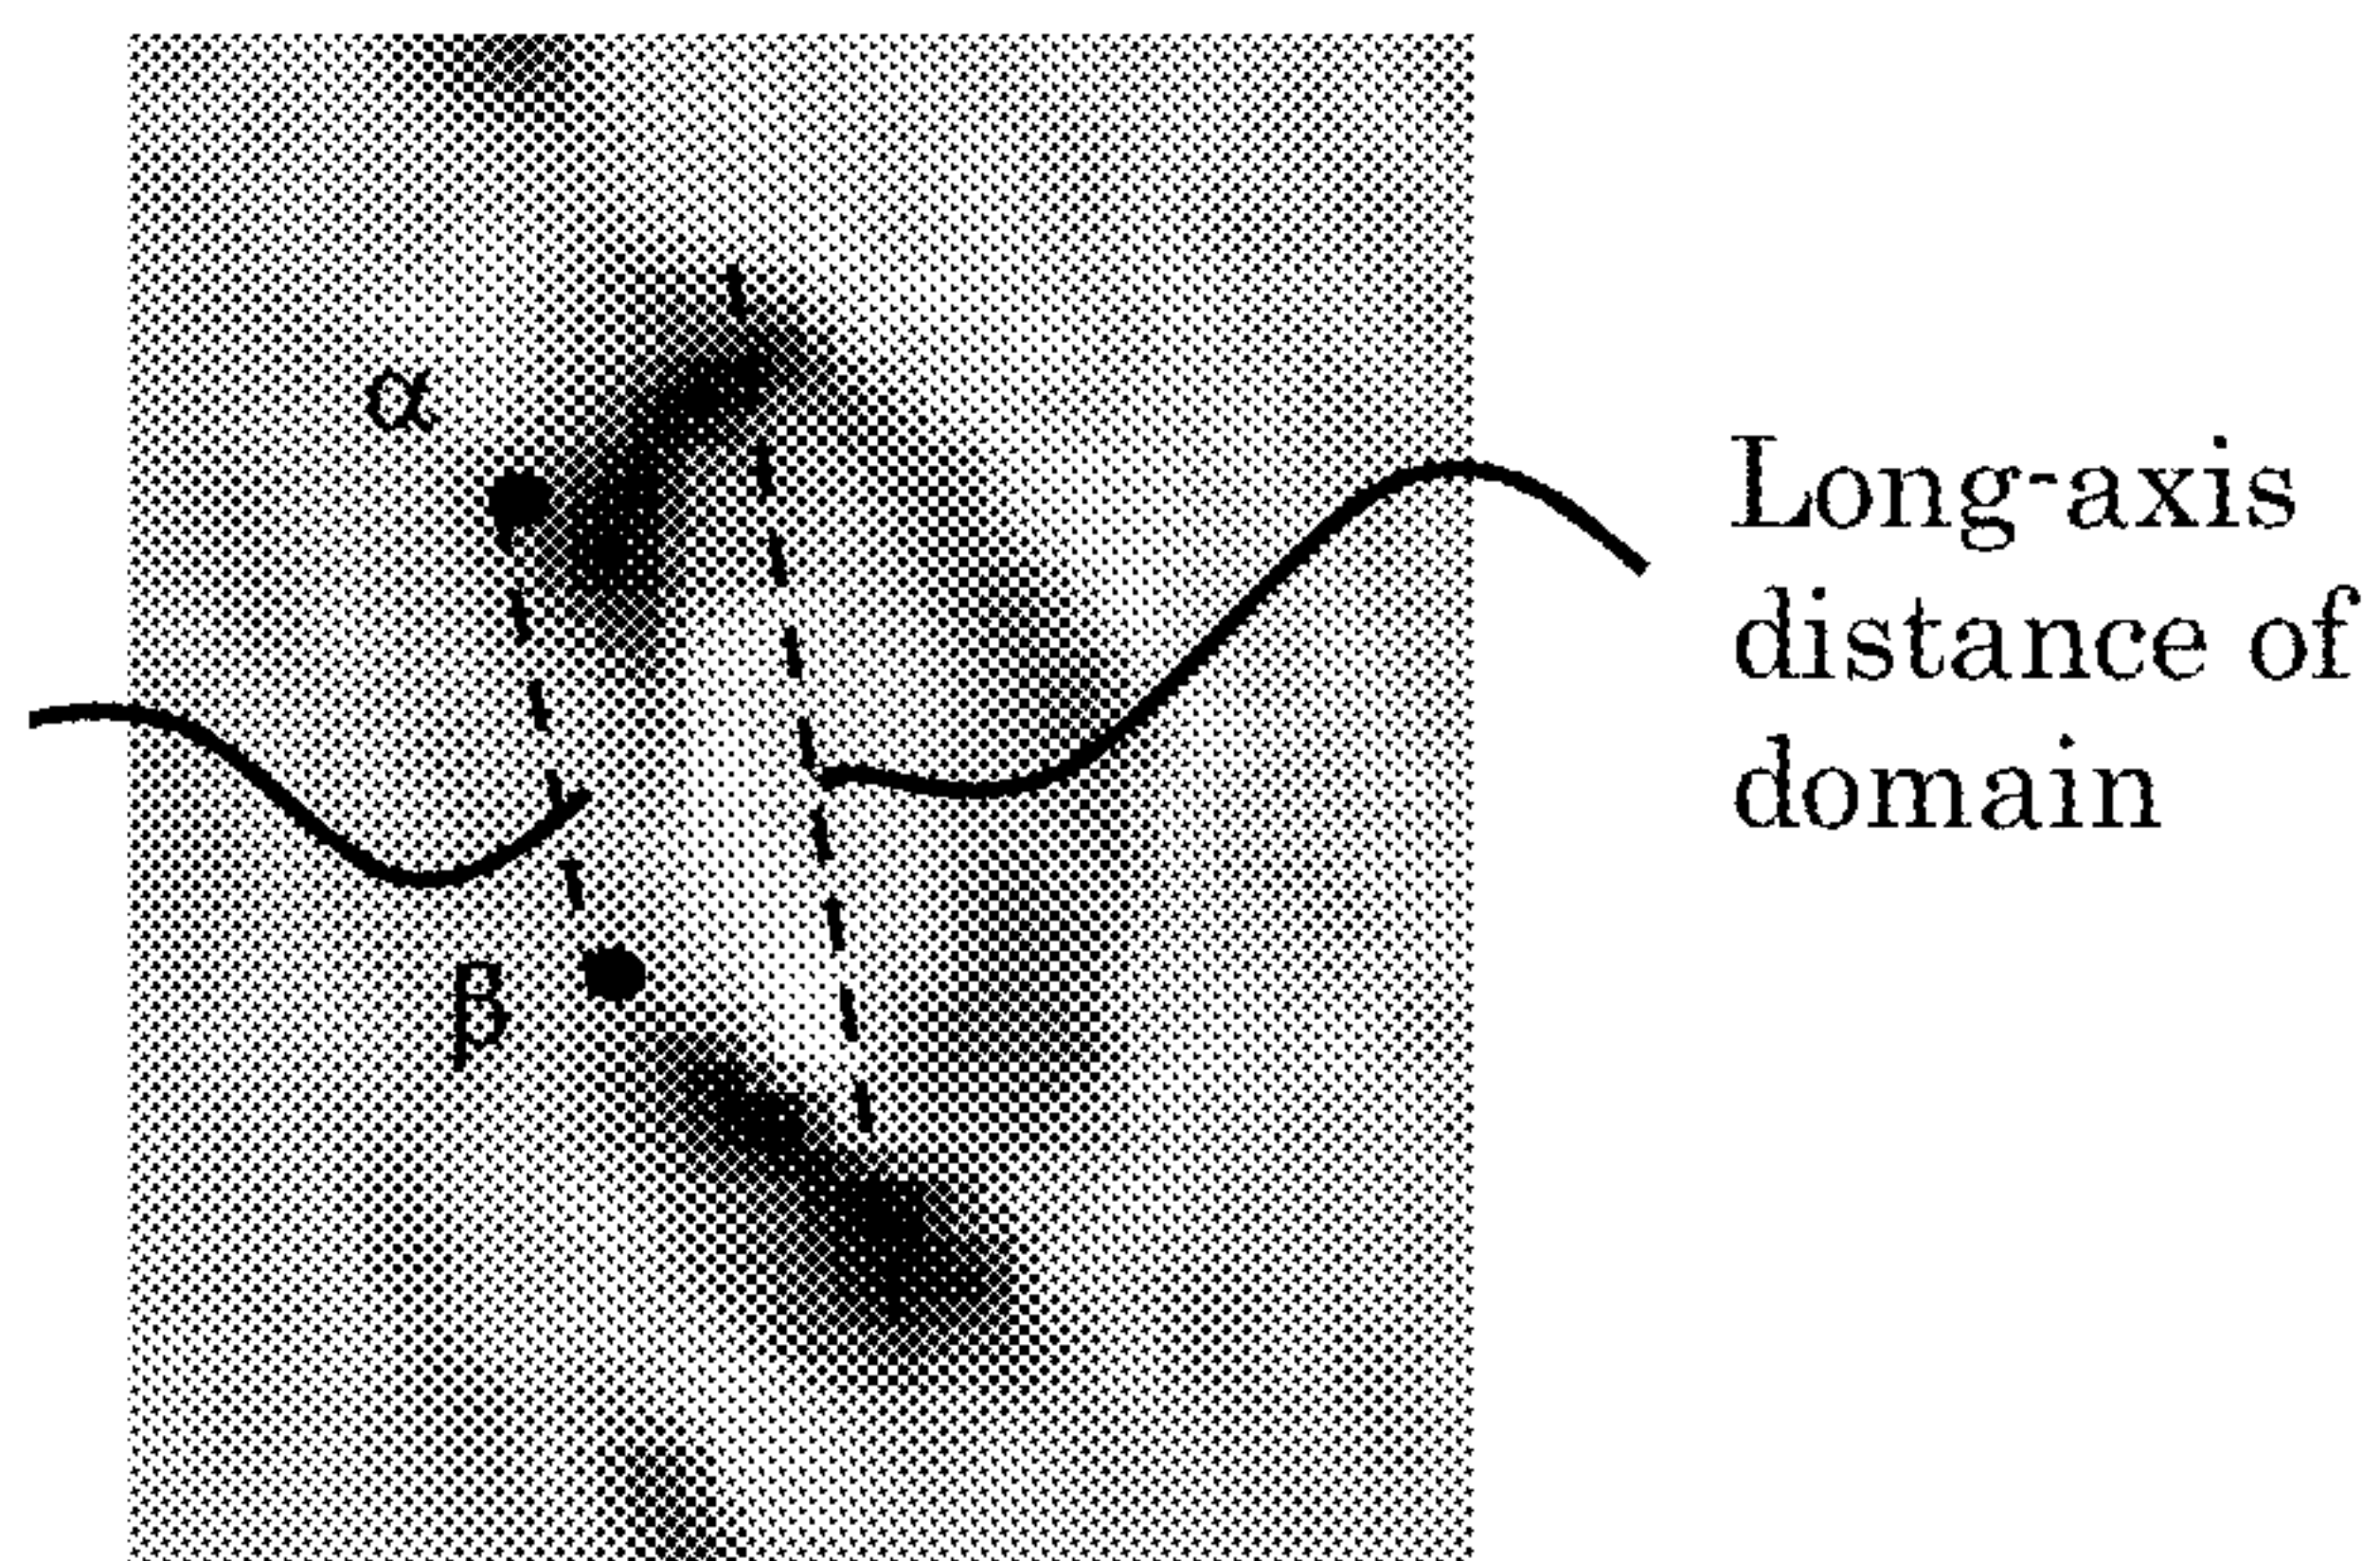 α
Long-axis
distance of
domain
β